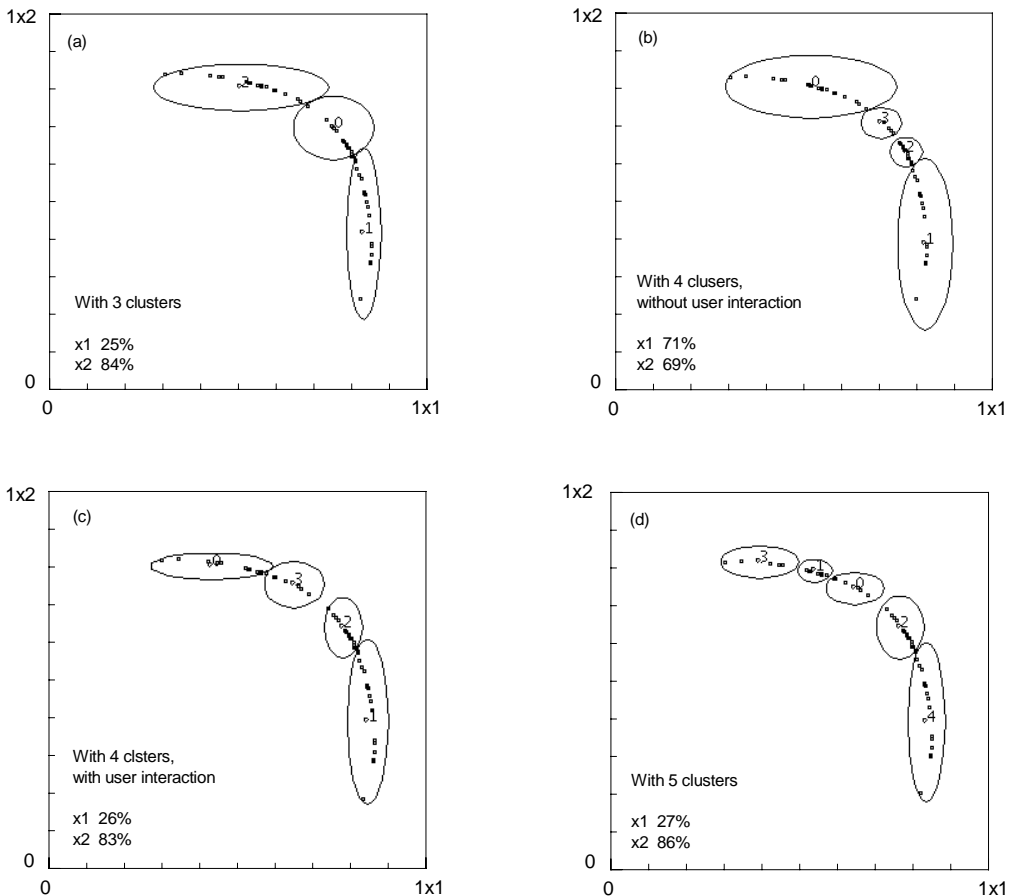 1x2
(a)
2
0
1
With 3 clusters
x1 25%
x2 84%
0
0
1x1
1x2
(b)
0
3
2
1
With 4 clusers,
without user interaction
x1 71%
x2 69%
0
0
1x1
1x2
(c)
0
3
2
1
With 4 clsters,
with user interaction
x1 26%
x2 83%
0
0
1x1
1x2
(d)
3
1
0
2
4
With 5 clusters
x1 27%
x2 86%
0
0
1x1